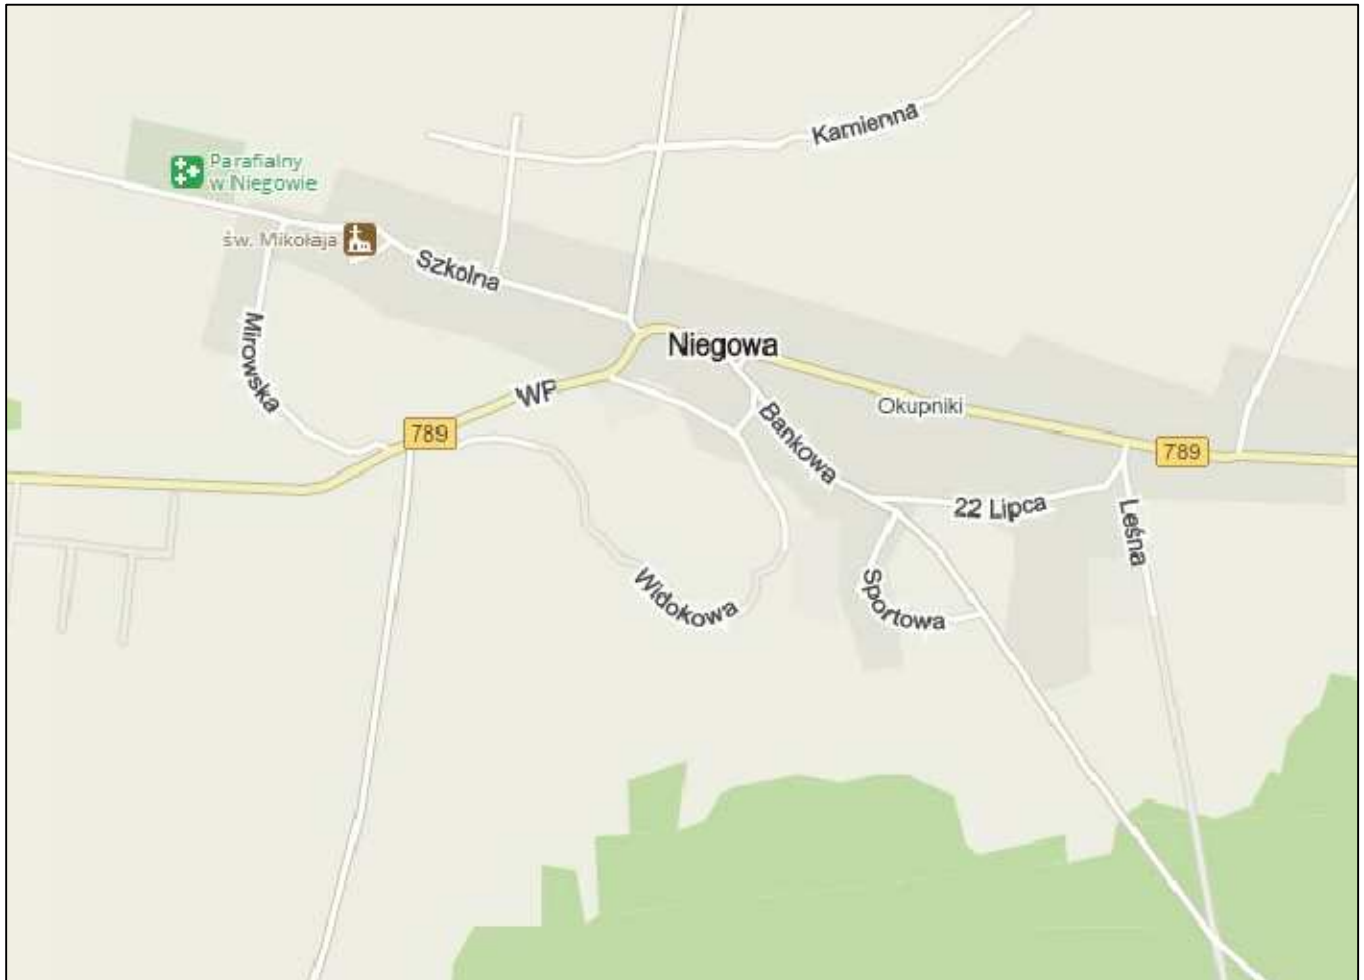 Kamienna
Parafialny
w Niegowie
św. Mikołaja
Szkolna
Mirowska
Niegowa
WP
Okupniki
Bankowa
789
789
22 Lipca
Leśna
Widokowa
Sportowa